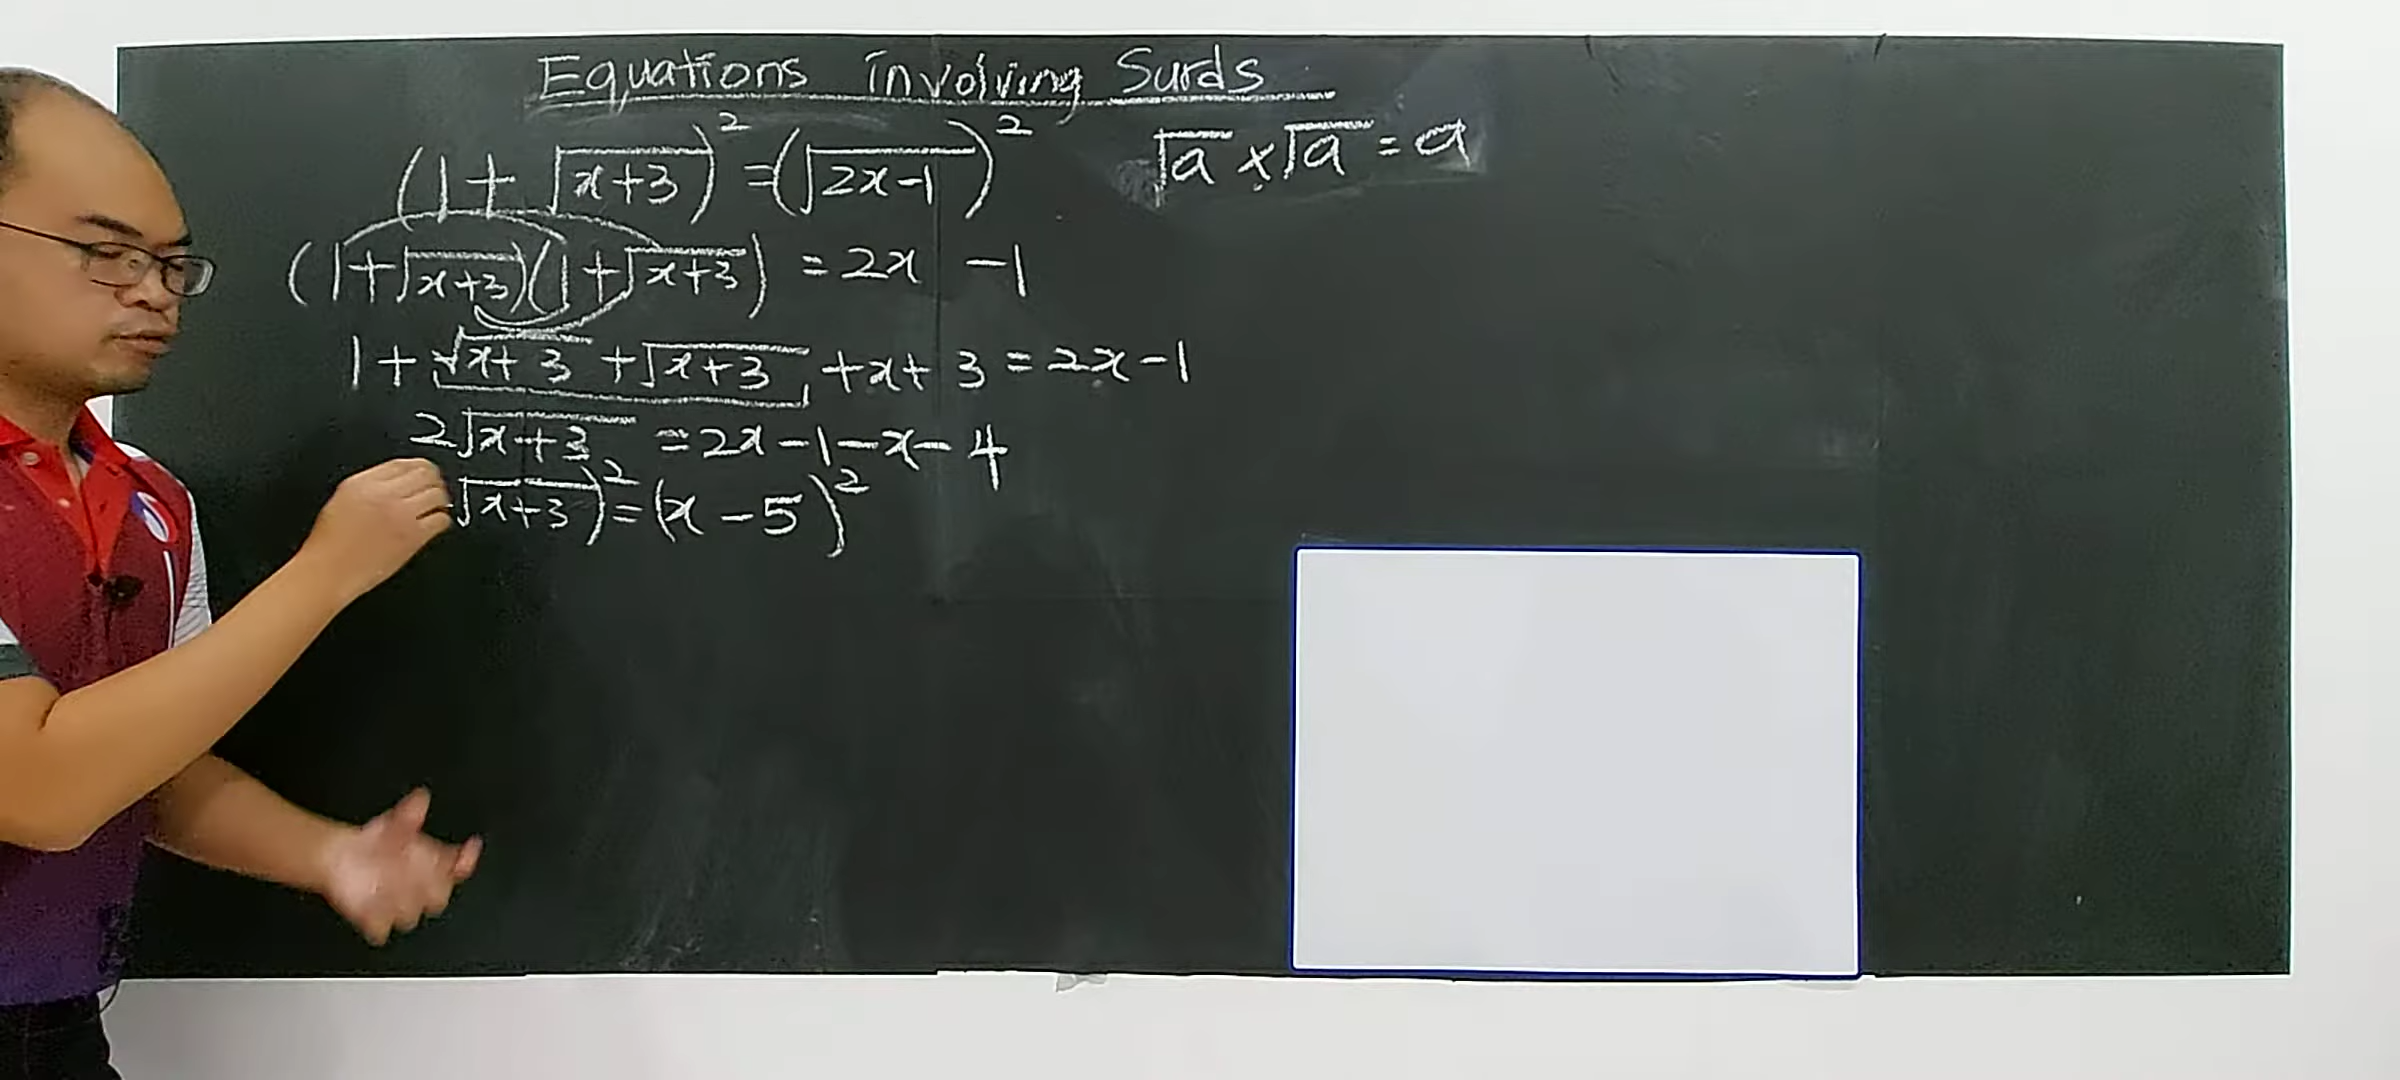 Equations involving Surds
(1 + √(x+3))² = (√(2x-1))²
√a × √a = a
(1+√(x+3))(1+√(x+3)) = 2x - 1
1 + √(x+3) + √(x+3) + x + 3 = 2x - 1
2√(x+3) = 2x - 1 - x - 4
√(x+3))² = (x - 5)²